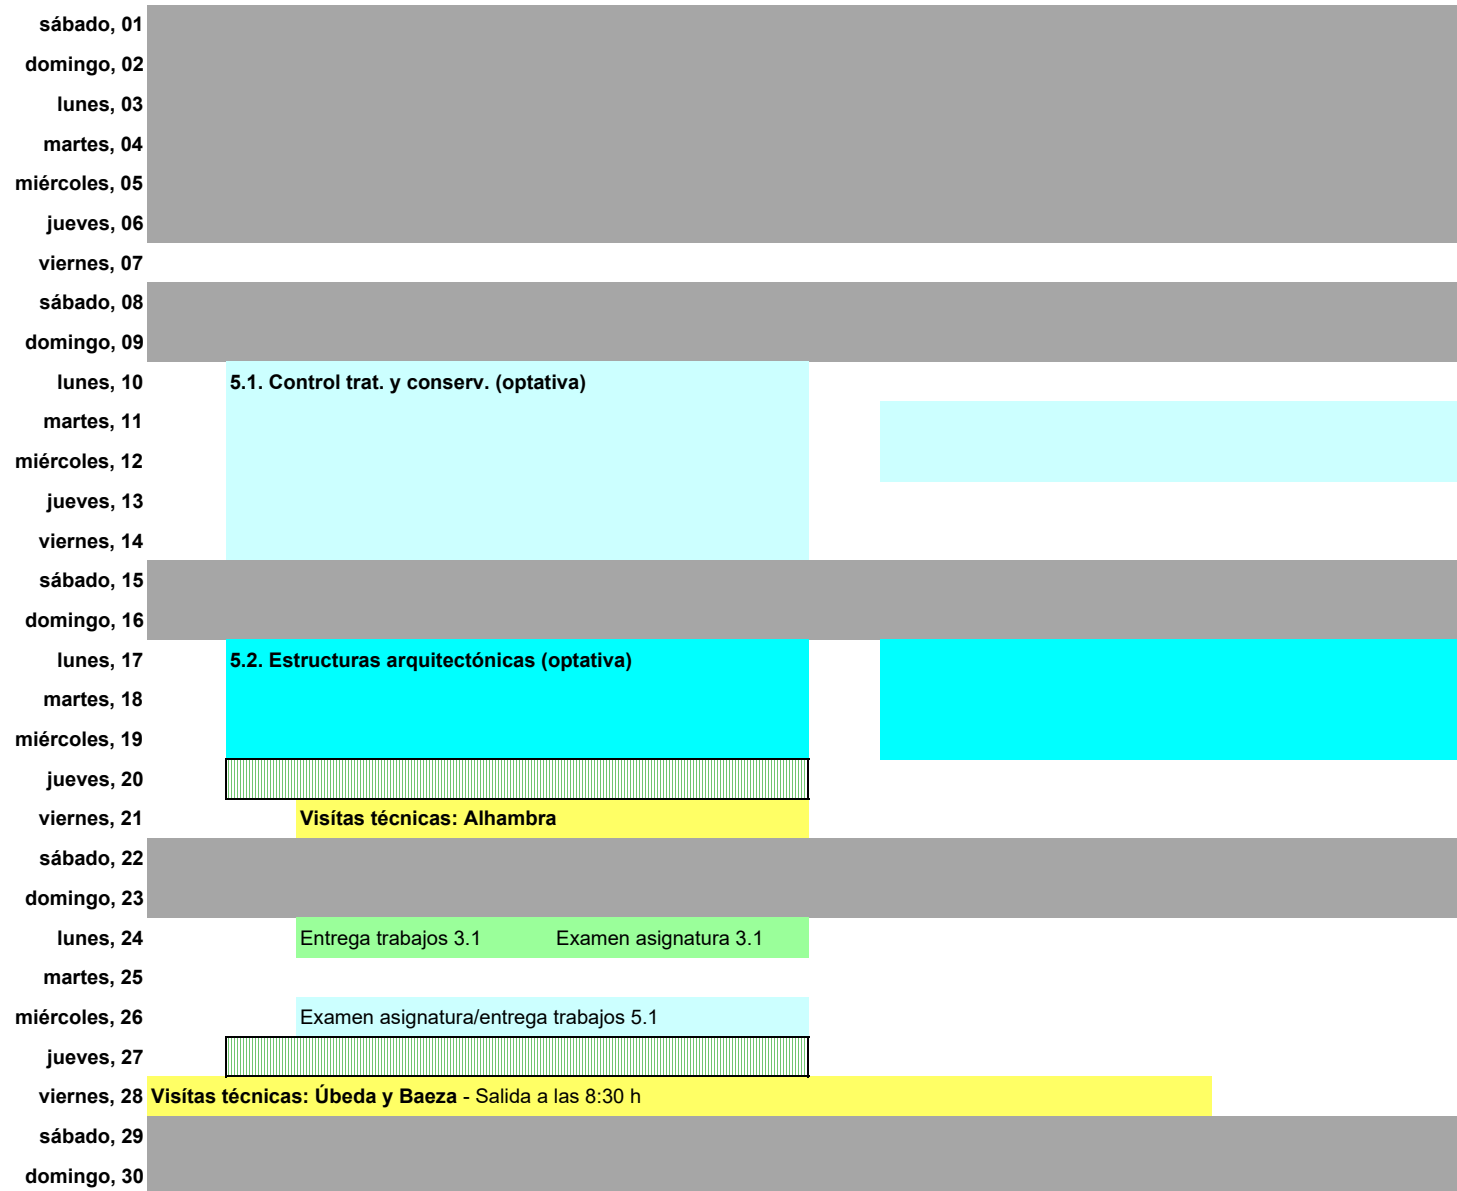 sábado, 01
domingo, 02
lunes, 03
martes, 04
miércoles, 05
jueves, 06
viernes, 07
sábado, 08
domingo, 09
lunes, 10 5.1. Control trat. y conserv. (optativa)
martes, 11
miércoles, 12
jueves, 13
viernes, 14
sábado, 15
domingo, 16
lunes, 17 5.2. Estructuras arquitectónicas (optativa)
martes, 18
miércoles, 19
jueves, 20
viernes, 21 Visítas técnicas: Alhambra
sábado, 22
domingo, 23
lunes, 24 Entrega trabajos 3.1 Examen asignatura 3.1
martes, 25
miércoles, 26 Examen asignatura/entrega trabajos 5.1
jueves, 27
viernes, 28 Visítas técnicas: Úbeda y Baeza - Salida a las 8:30 h
sábado, 29
domingo, 30